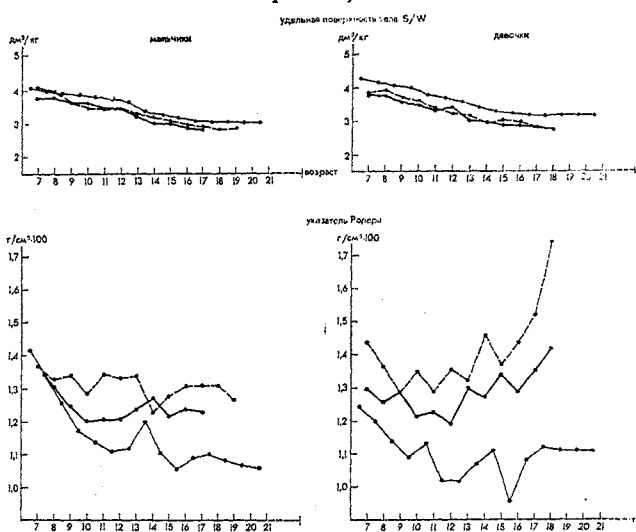 удельная поверхность тела S/W
дм²/кг мальчики дм²/кг девочки
5 5
4 4
3 3
2 2
7 8 9 10 11 12 13 14 15 16 17 18 19 20 21 возраст 7 8 9 10 11 12 13 14 15 16 17 18 19 20 21
указатель Рорера
г/см³·100 г/см³·100
1,7 1,7
1,6 1,6
1,5 1,5
1,4 1,4
1,3 1,3
1,2 1,2
1,1 1,1
1,0 1,0
7 8 9 10 11 12 13 14 15 16 17 18 19 20 21 7 8 9 10 11 12 13 14 15 16 17 18 19 20 21